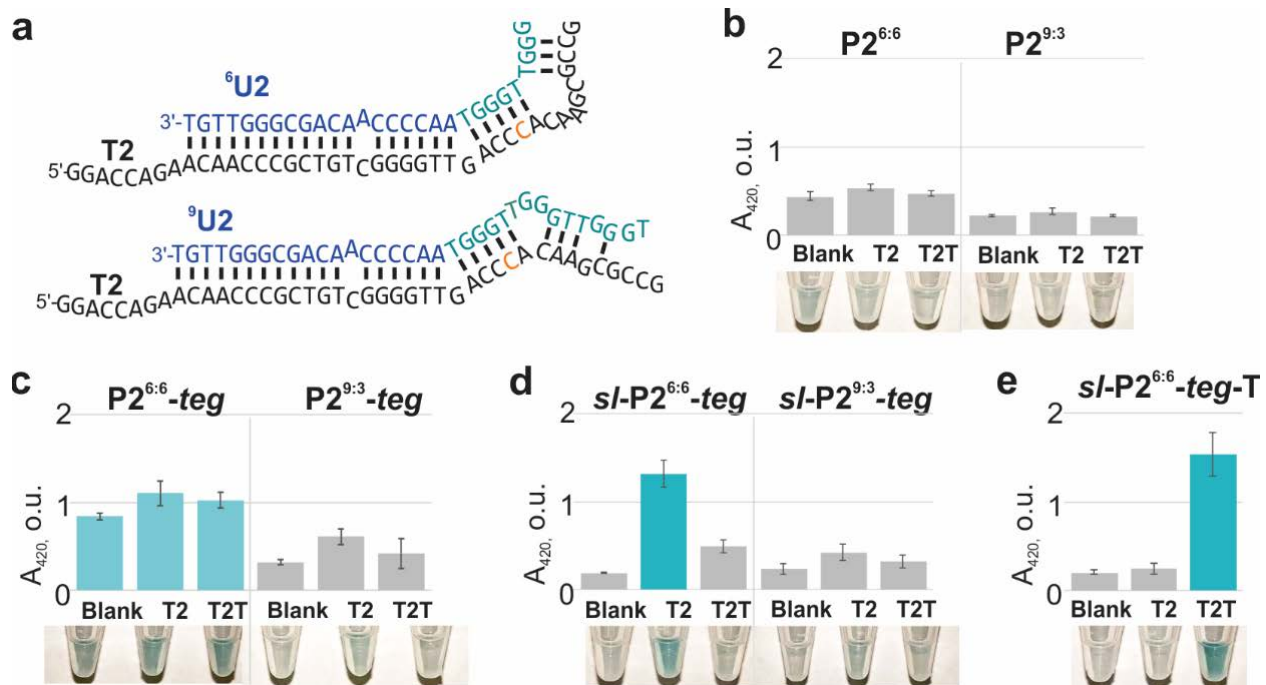 a
⁶U2
3'-TGTTGGGCGACAACCCCAATGGGTTGGG
T2
5'-GGACCAGAACAACCCGCTGTCGGGGTTGACCCACAAGCGCCG
⁹U2
3'-TGTTGGGCGACAACCCCAATGGGTTGGGTTGGGT
T2
5'-GGACCAGAACAACCCGCTGTCGGGGTTGACCCACAAGCGCCG
b
P2⁶:⁶ P2⁹:³
2
1
0
A₄₂₀, o.u.
Blank T2 T2T Blank T2 T2T
c
P2⁶:⁶-teg P2⁹:³-teg
2
1
0
A₄₂₀, o.u.
Blank T2 T2T Blank T2 T2T
d
sl-P2⁶:⁶-teg sl-P2⁹:³-teg
2
1
0
A₄₂₀, o.u.
Blank T2 T2T Blank T2 T2T
e
sl-P2⁶:⁶-teg-T
2
1
0
A₄₂₀, o.u.
Blank T2 T2T